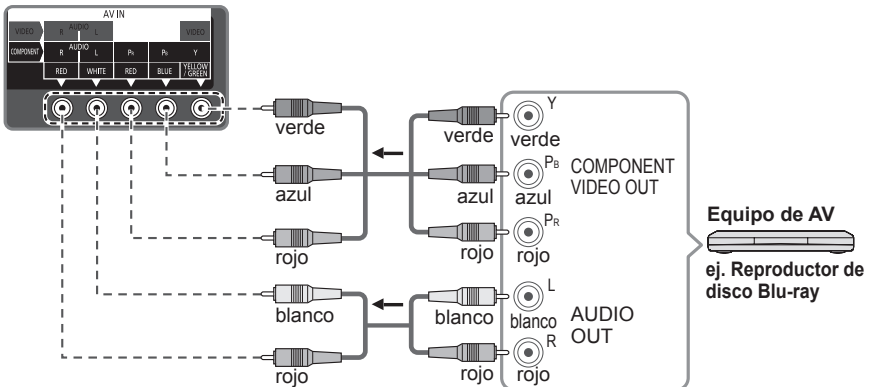 AV IN
VIDEO R AUDIO L VIDEO
COMPONENT R AUDIO L PR PB Y
RED WHITE RED BLUE YELLOW / GREEN
verde verde verde Y
azul azul azul PB
COMPONENT VIDEO OUT
rojo rojo rojo PR
blanco blanco blanco L
AUDIO OUT
rojo rojo rojo R
Equipo de AV
ej. Reproductor de
disco Blu-ray